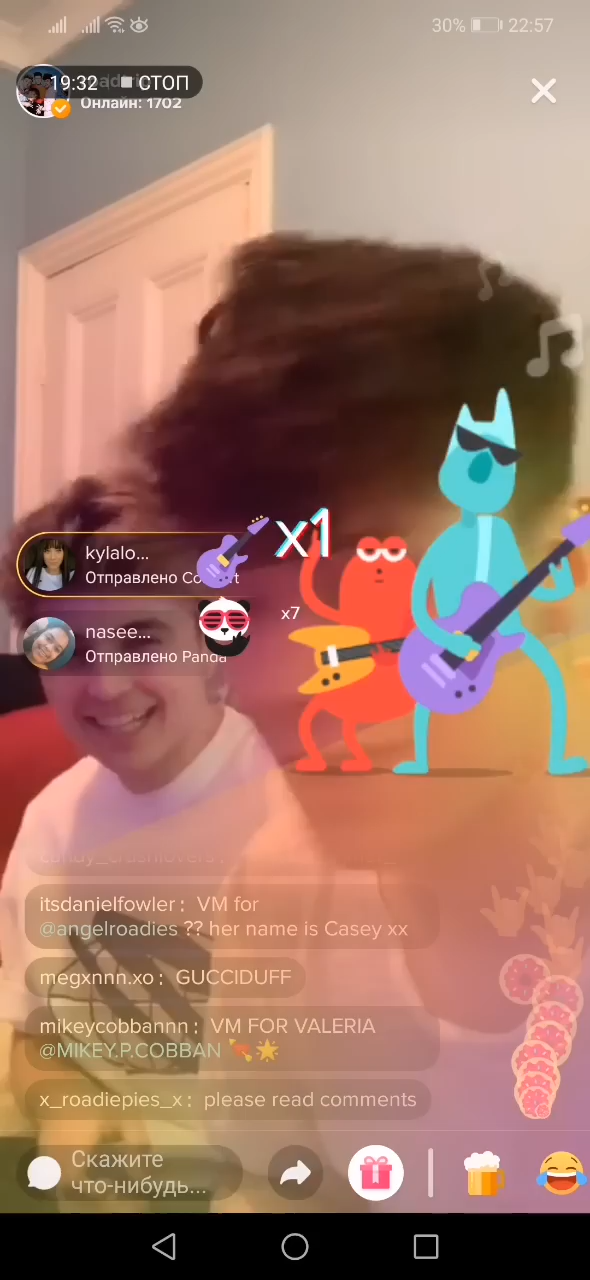 30% 22:57
19:32 СТОП
Онлайн: 1702
x1
kylalo...
Отправлено Co t
x7
nasee...
Отправлено Panda
itsdanielfowler : VM for
@angelroadies ?? her name is Casey xx
megxnnn.xo : GUCCIDUFF
mikeycobbannn : VM FOR VALERIA
@MIKEY.P.COBBAN
x_roadiepies_x : please read comments
Скажите
что-нибудь...